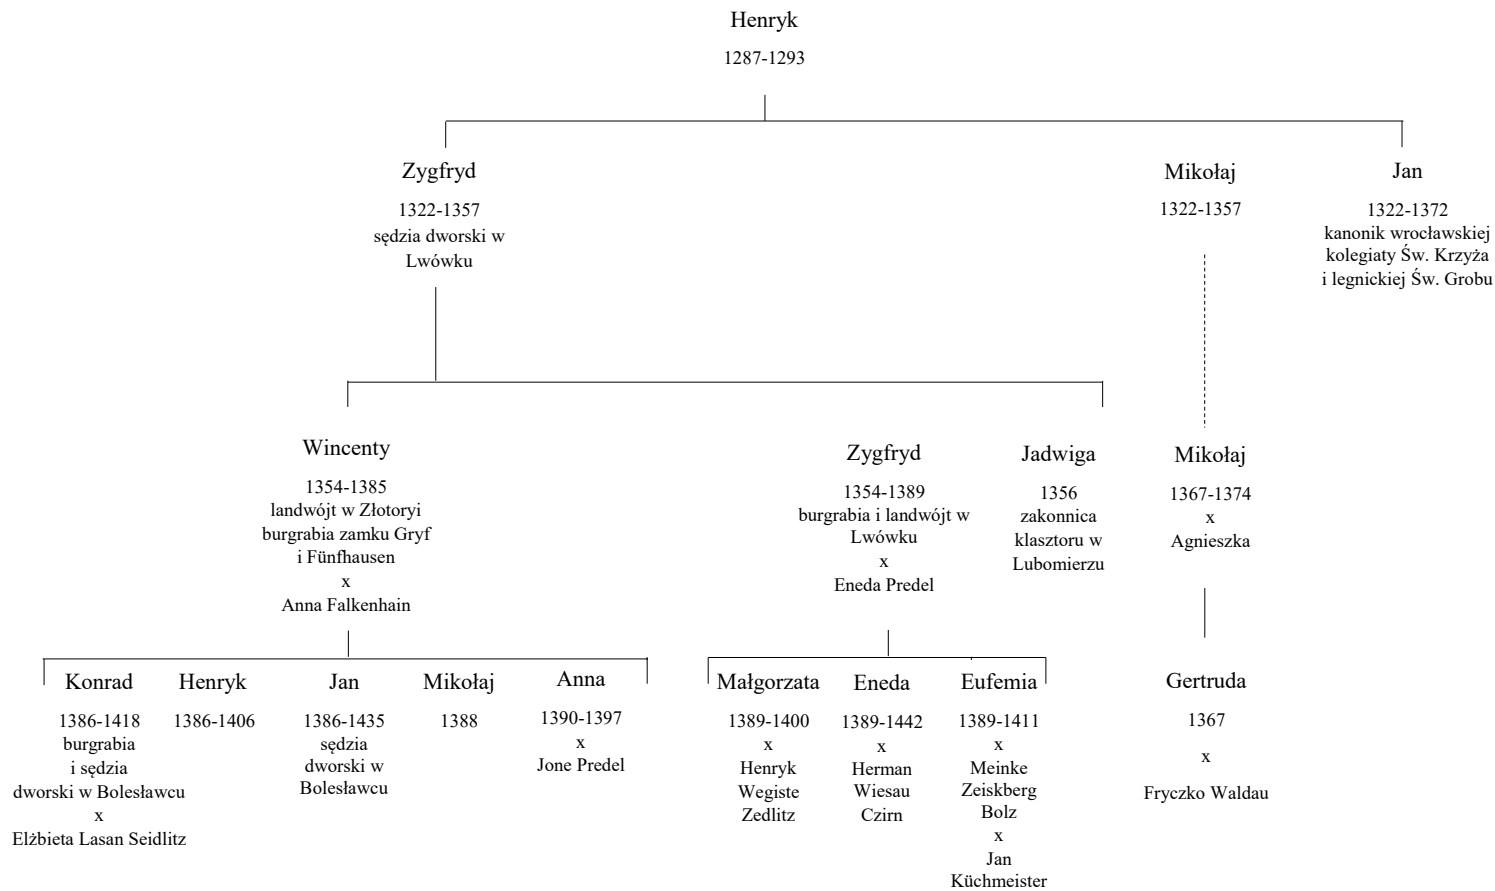 Henryk
1287-1293
Zygfryd
1322-1357
sędzia dworski w
Lwówku
Mikołaj
1322-1357
Jan
1322-1372
kanonik wrocławskiej
kolegiaty Św. Krzyża
i legnickiej Św. Grobu
Wincenty
1354-1385
landwójt w Złotoryi
burgrabia zamku Gryf
i Fünfhausen
x
Anna Falkenhain
Zygfryd
1354-1389
burgrabia i landwójt w
Lwówku
x
Eneda Predel
Jadwiga
1356
zakonnica
klasztoru w
Lubomierzu
Mikołaj
1367-1374
x
Agnieszka
Konrad
1386-1418
burgrabia
i sędzia
dworski w Bolesławcu
x
Elżbieta Lasan Seidlitz
Henryk
1386-1406
Jan
1386-1435
sędzia
dworski w
Bolesławcu
Mikołaj
1388
Anna
1390-1397
x
Jone Predel
Małgorzata
1389-1400
x
Henryk
Wegiste
Zedlitz
Eneda
1389-1442
x
Herman
Wiesau
Czirn
Eufemia
1389-1411
x
Meinke
Zeiskberg
Bolz
x
Jan
Küchmeister
Gertruda
1367
x
Fryczko Waldau